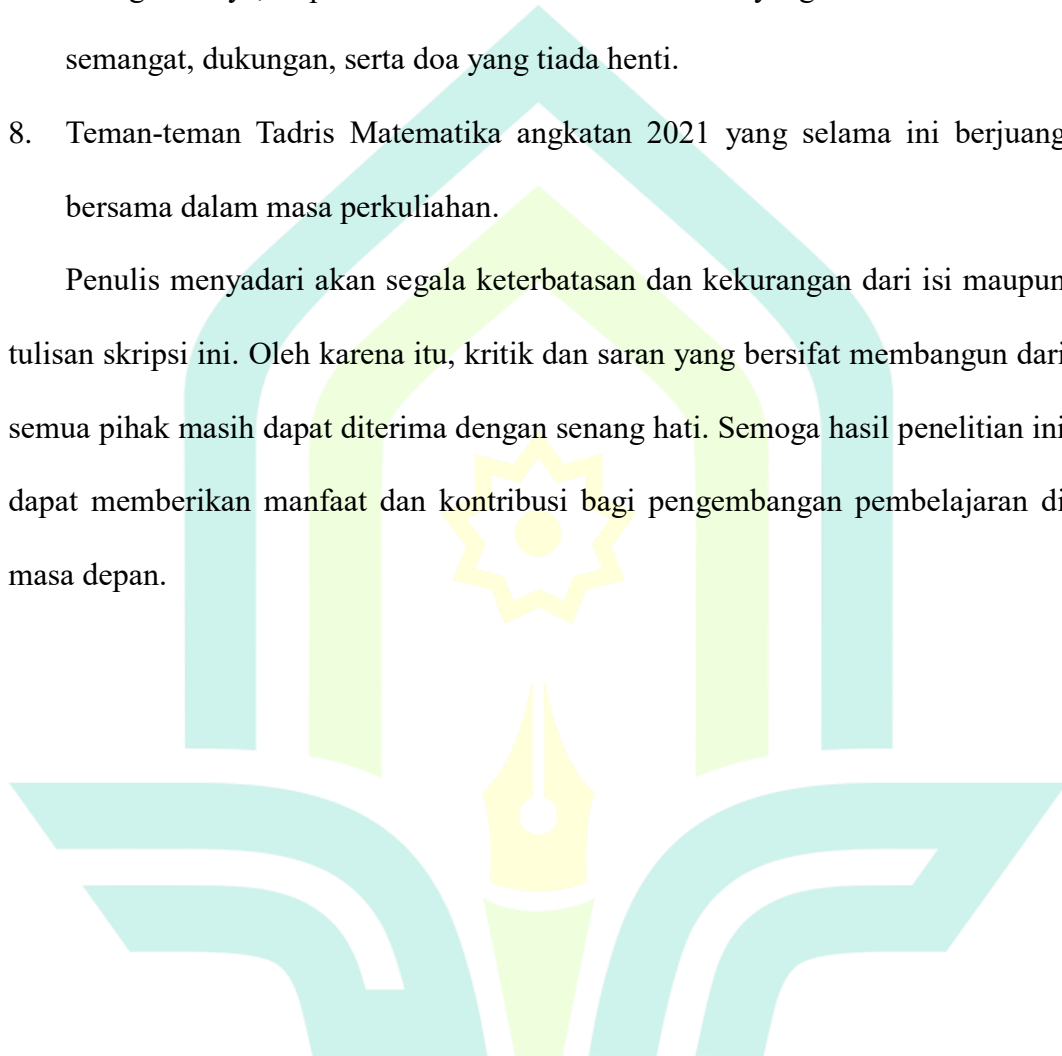 semangat, dukungan, serta doa yang tiada henti.
8. Teman-teman Tadris Matematika angkatan 2021 yang selama ini berjuang
bersama dalam masa perkuliahan.
Penulis menyadari akan segala keterbatasan dan kekurangan dari isi maupun
tulisan skripsi ini. Oleh karena itu, kritik dan saran yang bersifat membangun dari
semua pihak masih dapat diterima dengan senang hati. Semoga hasil penelitian ini
dapat memberikan manfaat dan kontribusi bagi pengembangan pembelajaran di
masa depan.